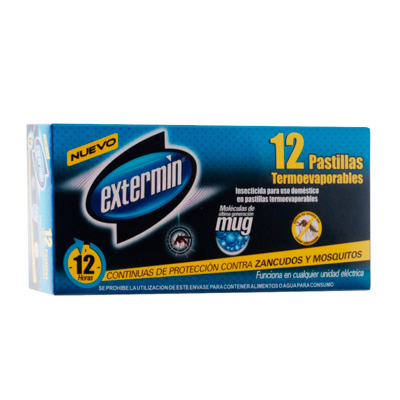 NUEVO
extermin
12 Pastillas
Termoevaporables
Insecticida para uso doméstico
en pastillas termoevaporables
Moléculas de
última generación
mug
12
Horas
CONTINUAS DE PROTECCIÓN CONTRA ZANCUDOS Y MOSQUITOS
Funciona en cualquier unidad eléctrica
SE PROHIBE LA UTILIZACION DE ESTE ENVASE PARA CONTENER ALIMENTOS O AGUA PARA CONSUMO
12